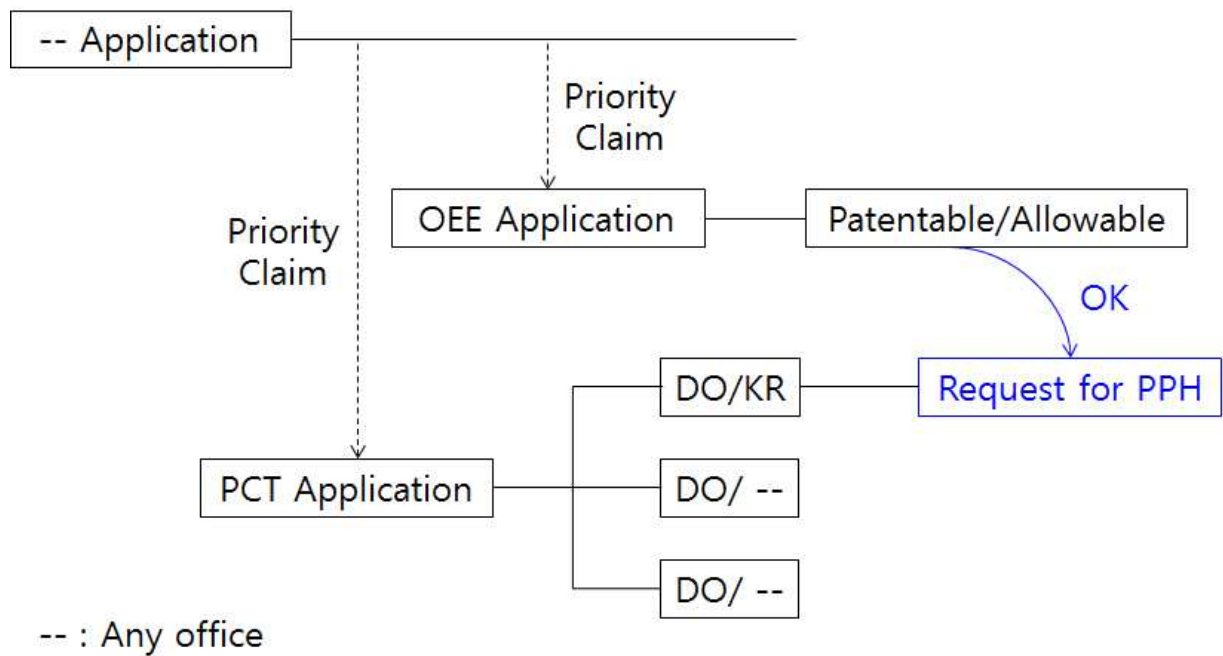 -- Application
Priority
Claim
OEE Application
Patentable/Allowable
Priority
Claim
OK
DO/KR
Request for PPH
PCT Application
DO/ --
DO/ --
-- : Any office